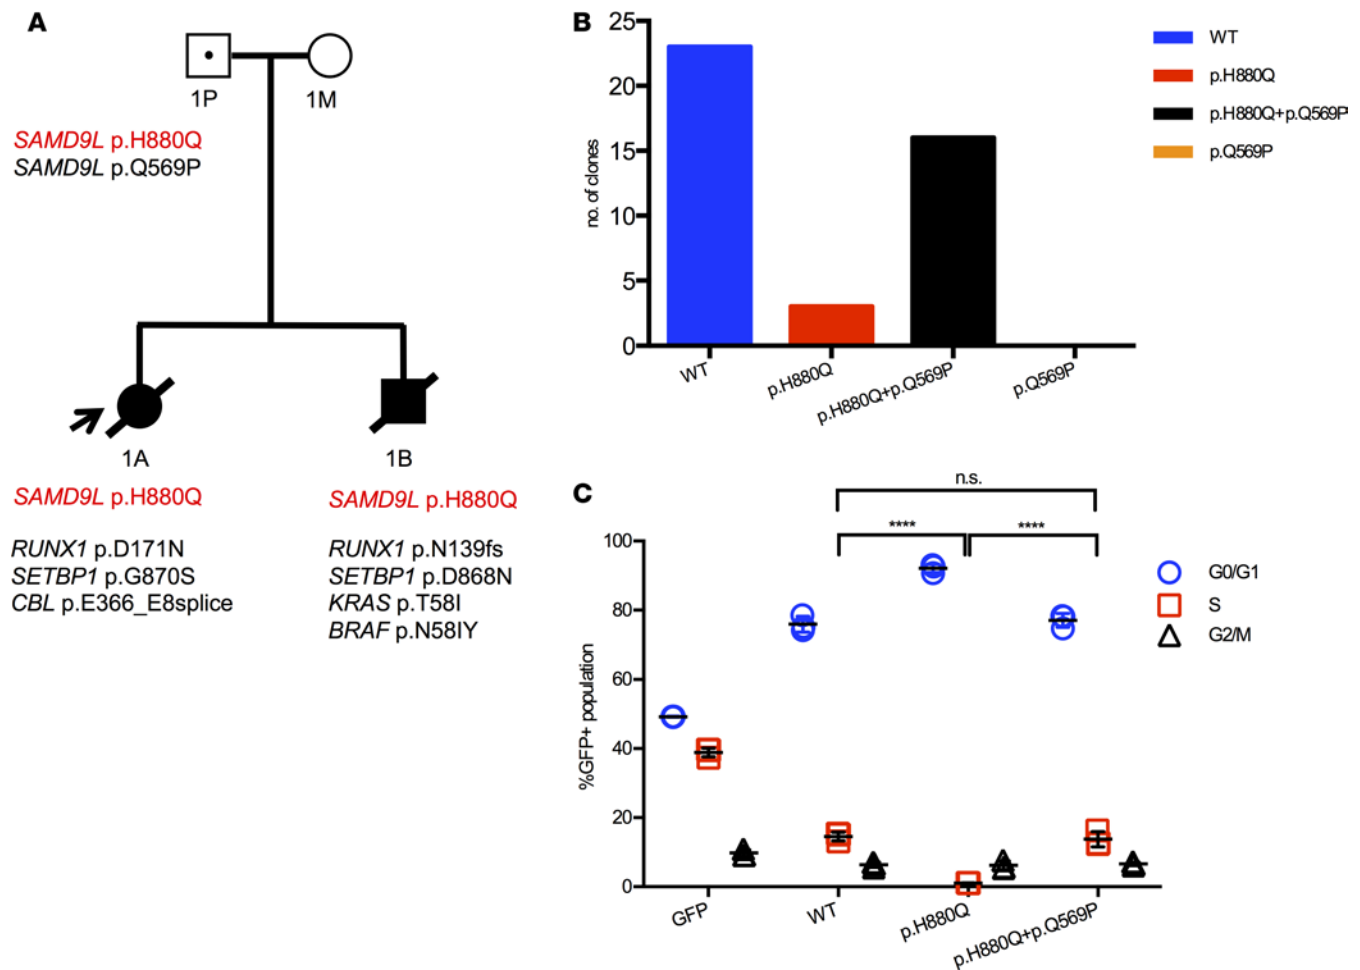 A
1P
1M
SAMD9L p.H880Q
SAMD9L p.Q569P
1A
1B
SAMD9L p.H880Q
RUNX1 p.D171N
SETBP1 p.G870S
CBL p.E366_E8splice
SAMD9L p.H880Q
RUNX1 p.N139fs
SETBP1 p.D868N
KRAS p.T58I
BRAF p.N58IY
B
no. of clones
25
20
15
10
5
0
WT
p.H880Q
p.H880Q+p.Q569P
p.Q569P
WT
p.H880Q
p.H880Q+p.Q569P
p.Q569P
C
n.s.
****
****
%GFP+ population
100
80
60
40
20
0
GFP
WT
p.H880Q
p.H880Q+p.Q569P
G0/G1
S
G2/M